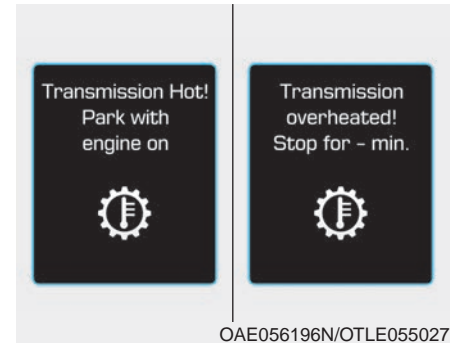 Transmission Hot!
Park with
engine on
Transmission
overheated!
Stop for – min.
OAE056196N/OTLE055027